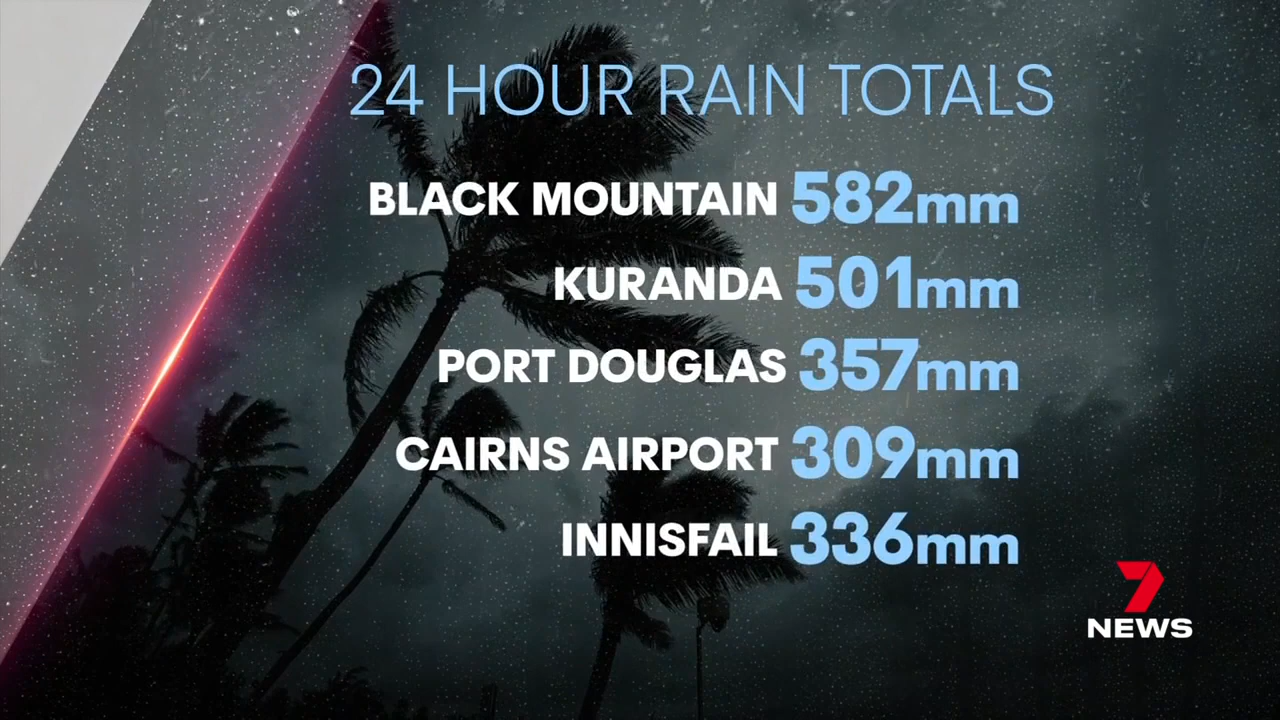 24 HOUR RAIN TOTALS
BLACK MOUNTAIN 582mm
KURANDA 501mm
PORT DOUGLAS 357mm
CAIRNS AIRPORT 309mm
INNISFAIL 336mm
7
NEWS